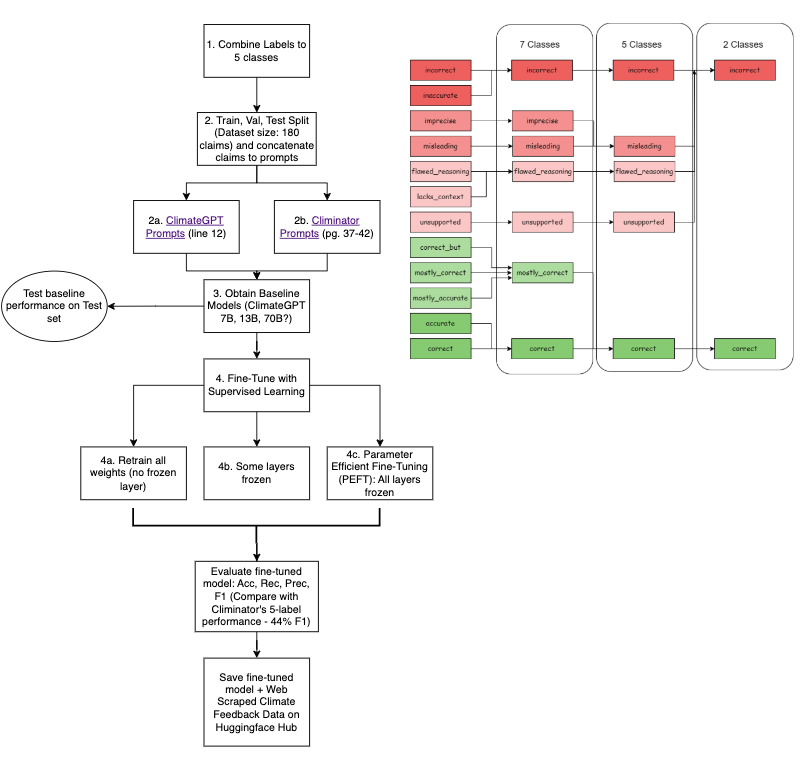 1. Combine Labels to
5 classes
2. Train, Val, Test Split
(Dataset size: 180
claims) and concatenate
claims to prompts
2a. ClimateGPT
Prompts (line 12)
2b. Climinator
Prompts (pg. 37-42)
Test baseline
performance on Test
set
3. Obtain Baseline
Models (ClimateGPT
7B, 13B, 70B?)
4. Fine-Tune with
Supervised Learning
4a. Retrain all
weights (no frozen
layer)
4b. Some layers
frozen
4c. Parameter
Efficient Fine-Tuning
(PEFT): All layers
frozen
Evaluate fine-tuned
model: Acc, Rec, Prec,
F1 (Compare with
Climinator's 5-label
performance - 44% F1)
Save fine-tuned
model + Web
Scraped Climate
Feedback Data on
Huggingface Hub
7 Classes
5 Classes
2 Classes
incorrect
incorrect
incorrect
incorrect
inaccurate
imprecise
imprecise
misleading
misleading
misleading
flawed_reasoning
flawed_reasoning
flawed_reasoning
lacks_context
unsupported
unsupported
unsupported
correct_but
mostly_correct
mostly_correct
mostly_accurate
accurate
correct
correct
correct
correct